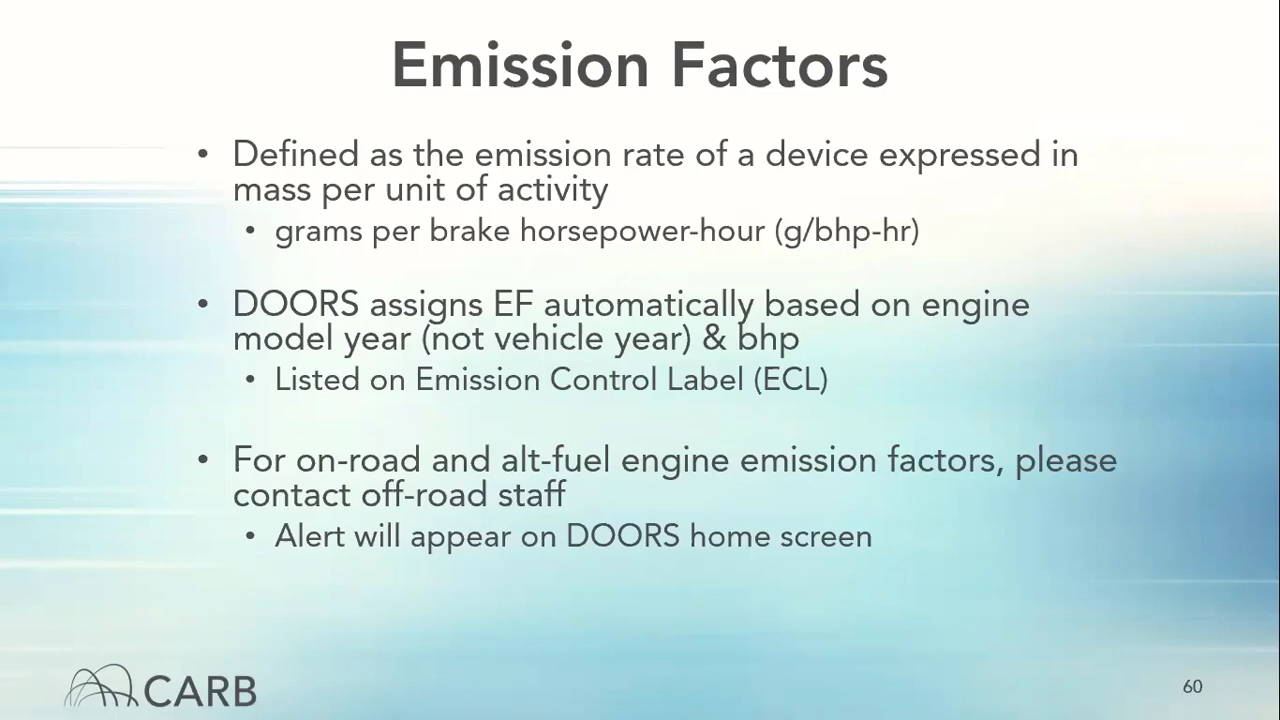 Emission Factors
• Defined as the emission rate of a device expressed in
mass per unit of activity
• grams per brake horsepower-hour (g/bhp-hr)
• DOORS assigns EF automatically based on engine
model year (not vehicle year) & bhp
• Listed on Emission Control Label (ECL)
• For on-road and alt-fuel engine emission factors, please
contact off-road staff
• Alert will appear on DOORS home screen
CARB
60